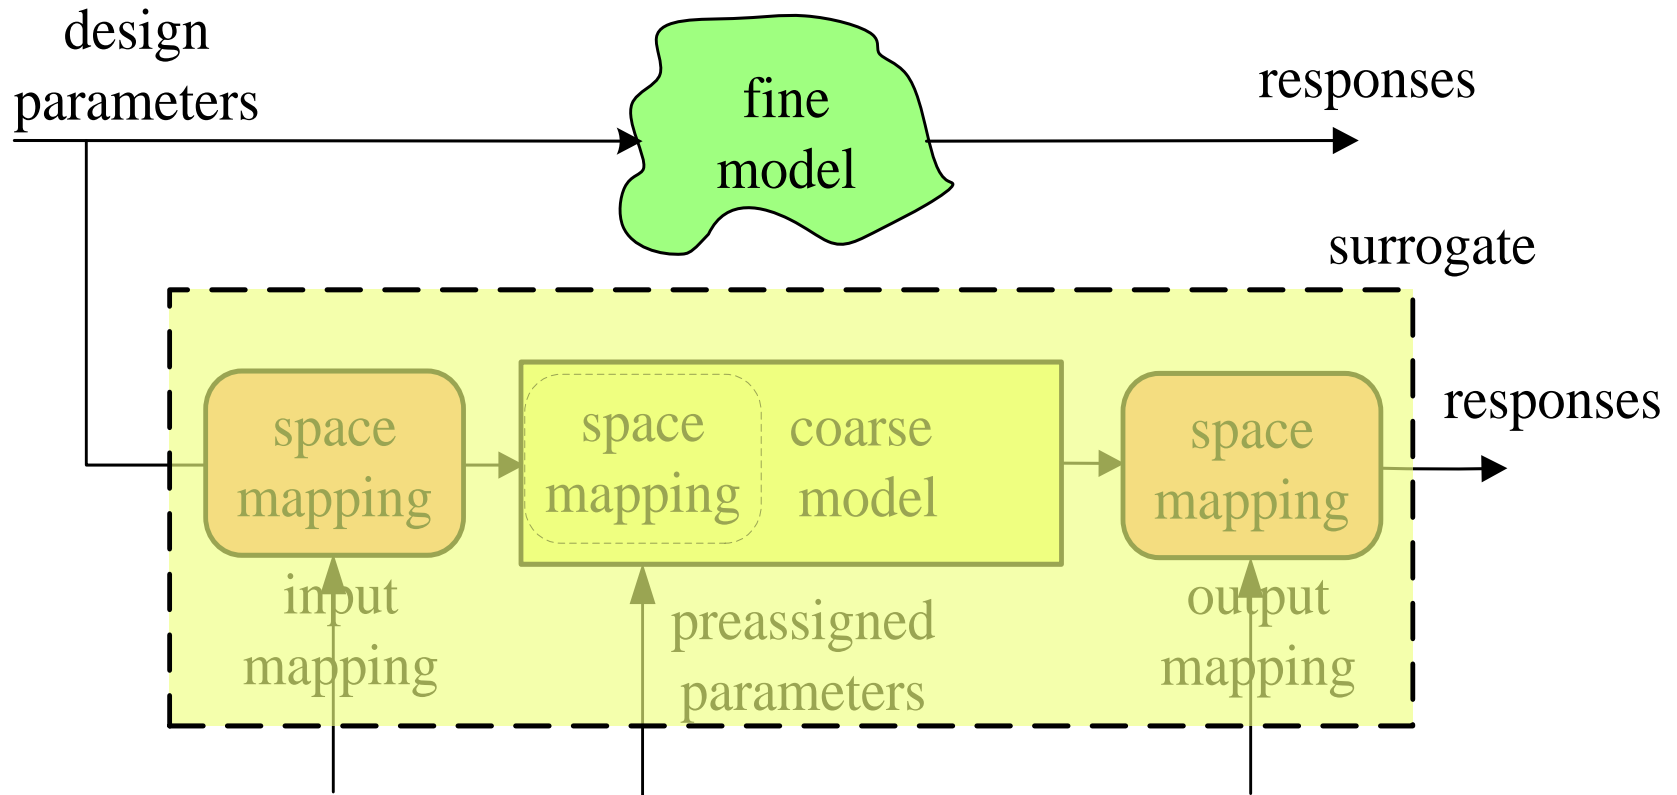 design
parameters
fine
model
responses
surrogate
space
mapping
space
mapping
coarse
model
space
mapping
responses
input
mapping
preassigned
parameters
output
mapping